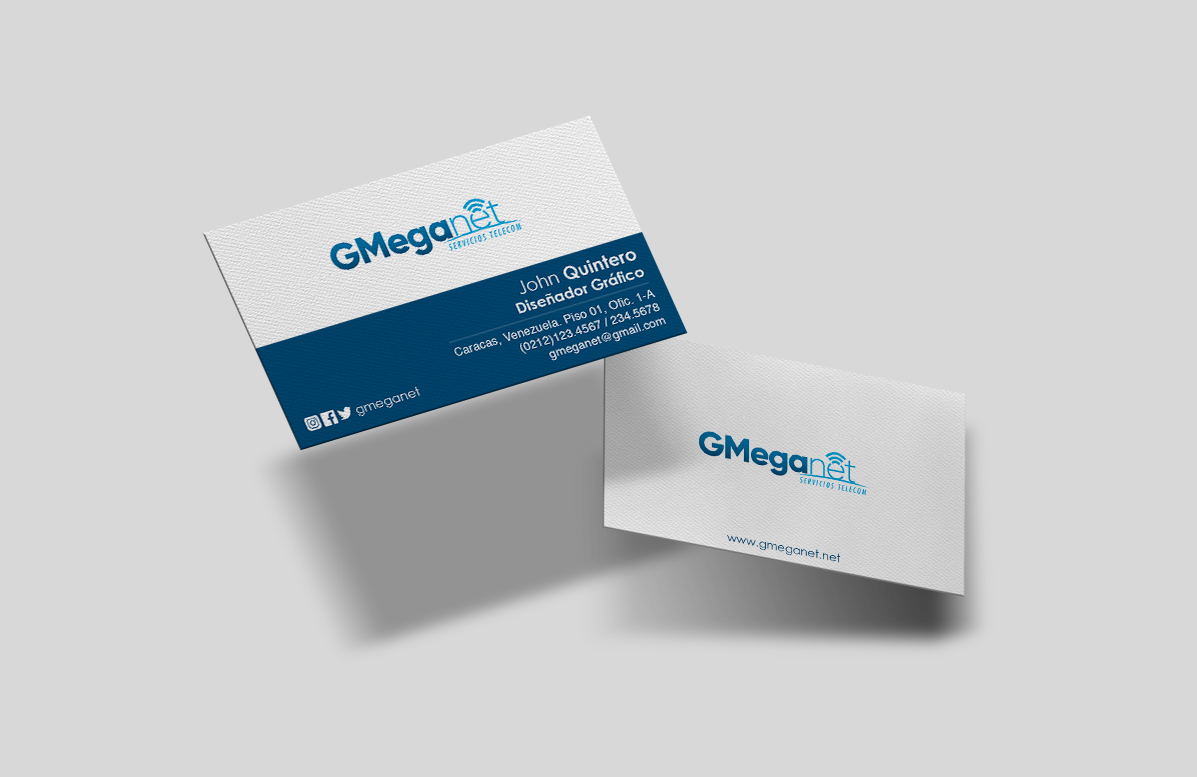 GMeganet
SERVICIOS TELECOM
John Quintero
Diseñador Gráfico
Caracas, Venezuela. Piso 01, Ofic. 1-A
(0212)123.4567 / 234.5678
gmeganet@gmail.com
gmeganet
GMeganet
SERVICIOS TELECOM
www.gmeganet.net